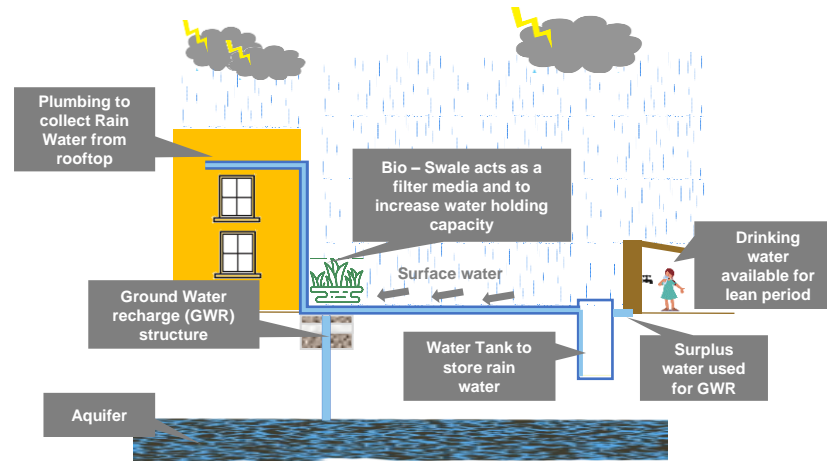 Plumbing to
collect Rain
Water from
rooftop
Bio – Swale acts as a
filter media and to
increase water holding
capacity
Drinking
water
available for
lean period
Surface water
Ground Water
recharge (GWR)
structure
Water Tank to
store rain
water
Surplus
water used
for GWR
Aquifer